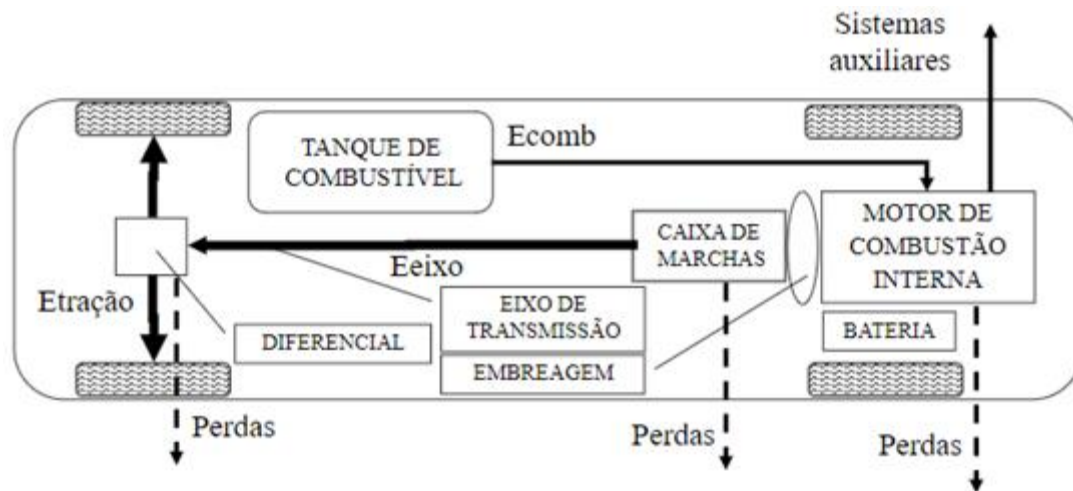 Sistemas
auxiliares
TANQUE DE
COMBUSTÍVEL
Ecomb
CAIXA DE
MARCHAS
MOTOR DE
COMBUSTÃO
INTERNA
Eeixo
Etração
EIXO DE
TRANSMISSÃO
DIFERENCIAL
BATERIA
EMBREAGEM
Perdas
Perdas
Perdas